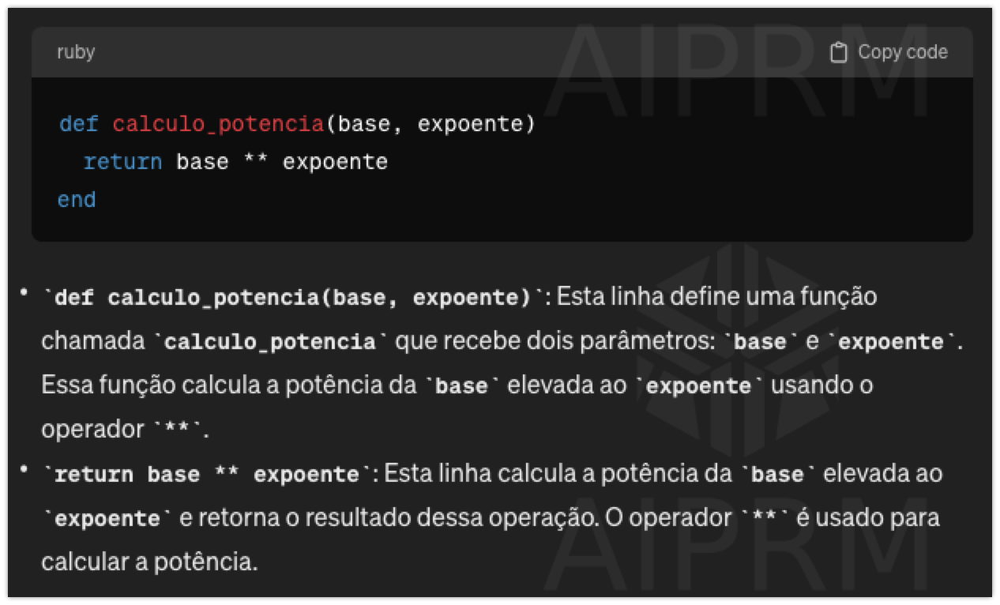 AIPRM
ruby Copy code
def calculo_potencia(base, expoente)
return base ** expoente
end
• `def calculo_potencia(base, expoente)`: Esta linha define uma função
chamada `calculo_potencia` que recebe dois parâmetros: `base` e `expoente`.
Essa função calcula a potência da `base` elevada ao `expoente` usando o
operador `**`.
• `return base ** expoente`: Esta linha calcula a potência da `base` elevada ao
`expoente` e retorna o resultado dessa operação. O operador `**` é usado para
calcular a potência.
AIPRM